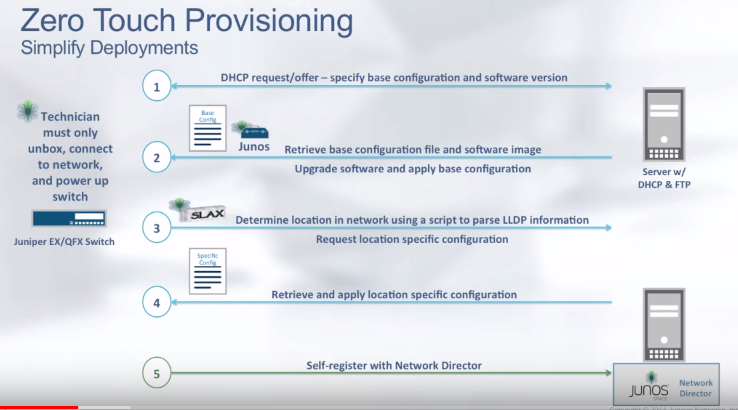 Zero Touch Provisioning
Simplify Deployments
1
DHCP request/offer – specify base configuration and software version
Technician
must only
unbox, connect
to network,
and power up
switch
Juniper EX/QFX Switch
Base
Config
Junos
2
Retrieve base configuration file and software image
Upgrade software and apply base configuration
Server w/
DHCP & FTP
SLAX
3
Determine location in network using a script to parse LLDP information
Request location specific configuration
Specific
Config
4
Retrieve and apply location specific configuration
5
Self-register with Network Director
JUNOS
SPACE
Network
Director